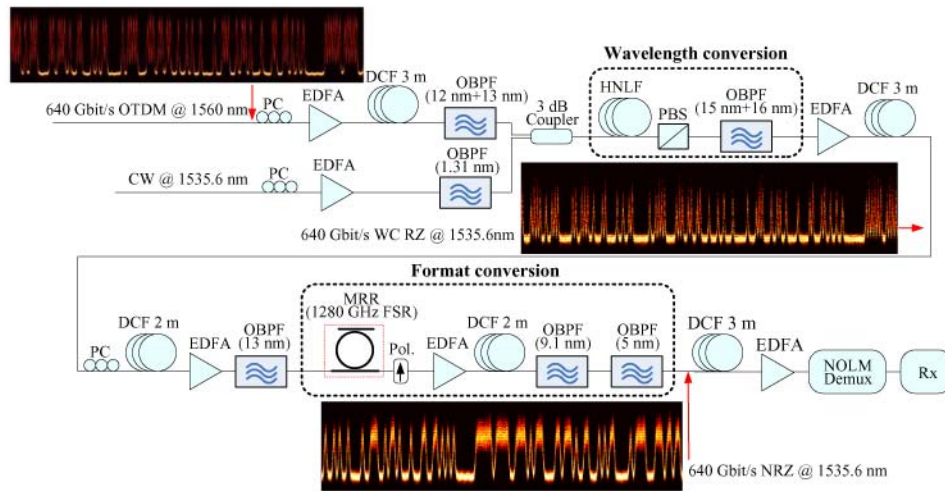 Wavelength conversion
DCF 3 m
OBPF
(12 nm+13 nm)
HNLF
OBPF
(15 nm+16 nm)
DCF 3 m
640 Gbit/s OTDM @ 1560 nm
PC
EDFA
3 dB
Coupler
PBS
EDFA
CW @ 1535.6 nm
PC
EDFA
OBPF
(1.31 nm)
640 Gbit/s WC RZ @ 1535.6nm
Format conversion
MRR
(1280 GHz FSR)
PC
DCF 2 m
EDFA
OBPF
(13 nm)
Pol.
EDFA
DCF 2 m
OBPF
(9.1 nm)
OBPF
(5 nm)
DCF 3 m
EDFA
NOLM
Demux
Rx
640 Gbit/s NRZ @ 1535.6 nm